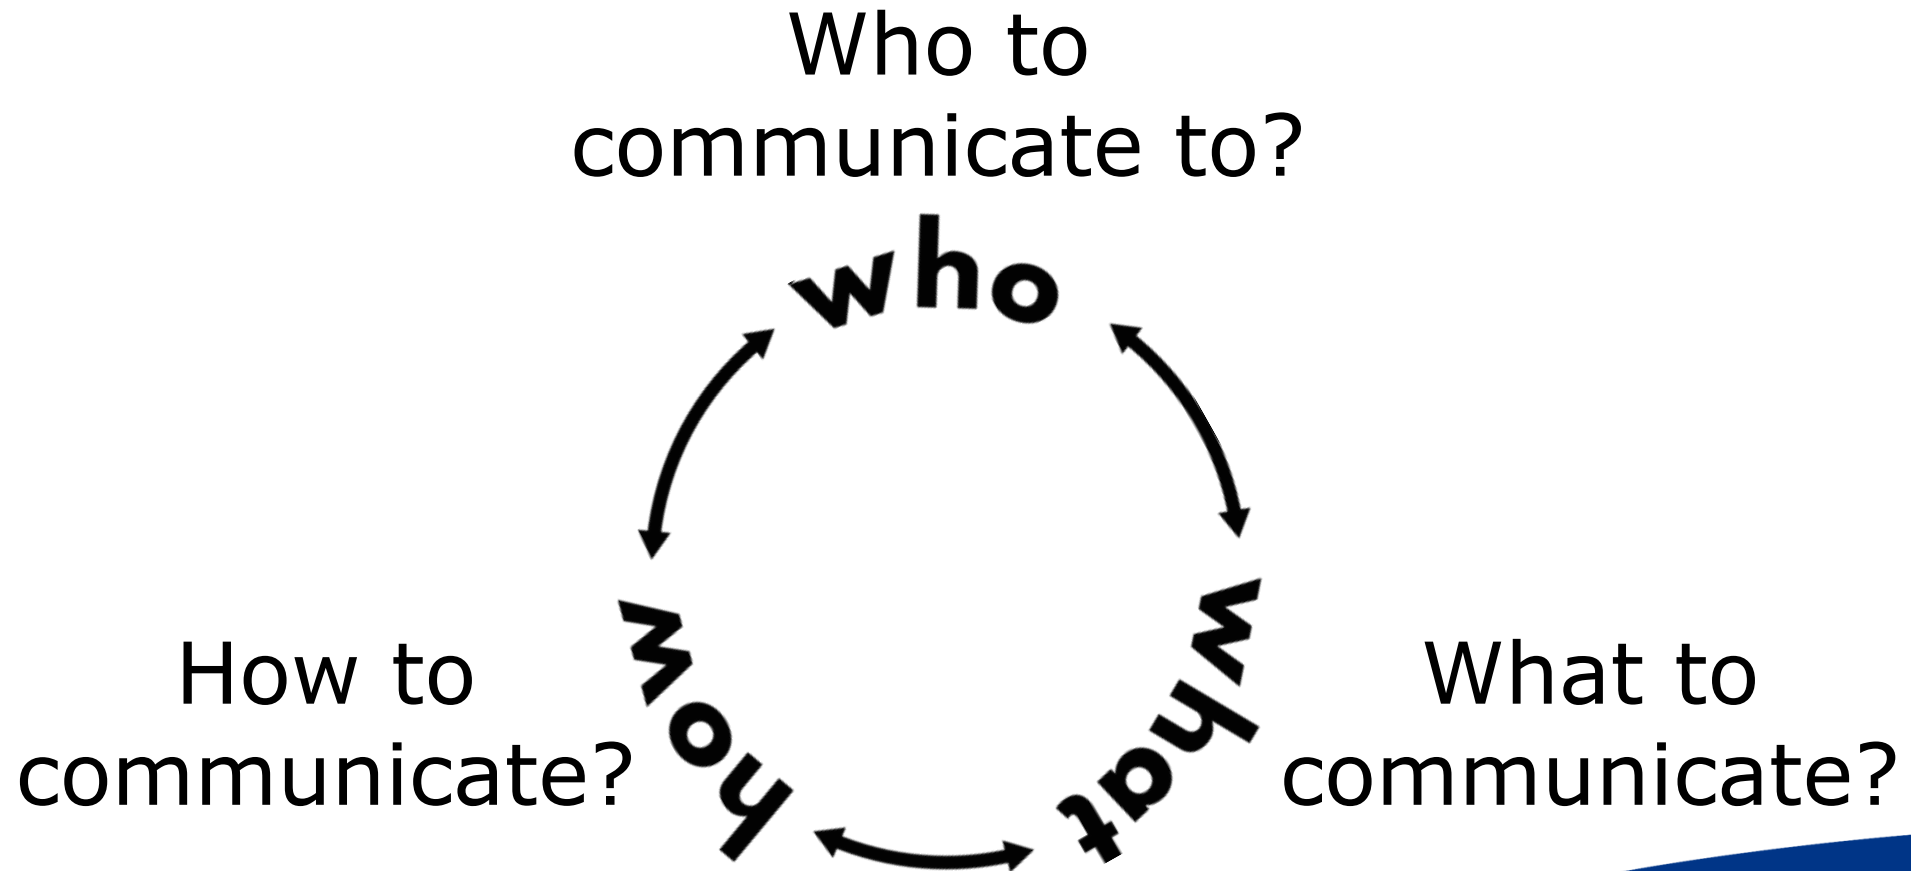 Who to
communicate to?
who
how
what
How to
communicate?
What to
communicate?